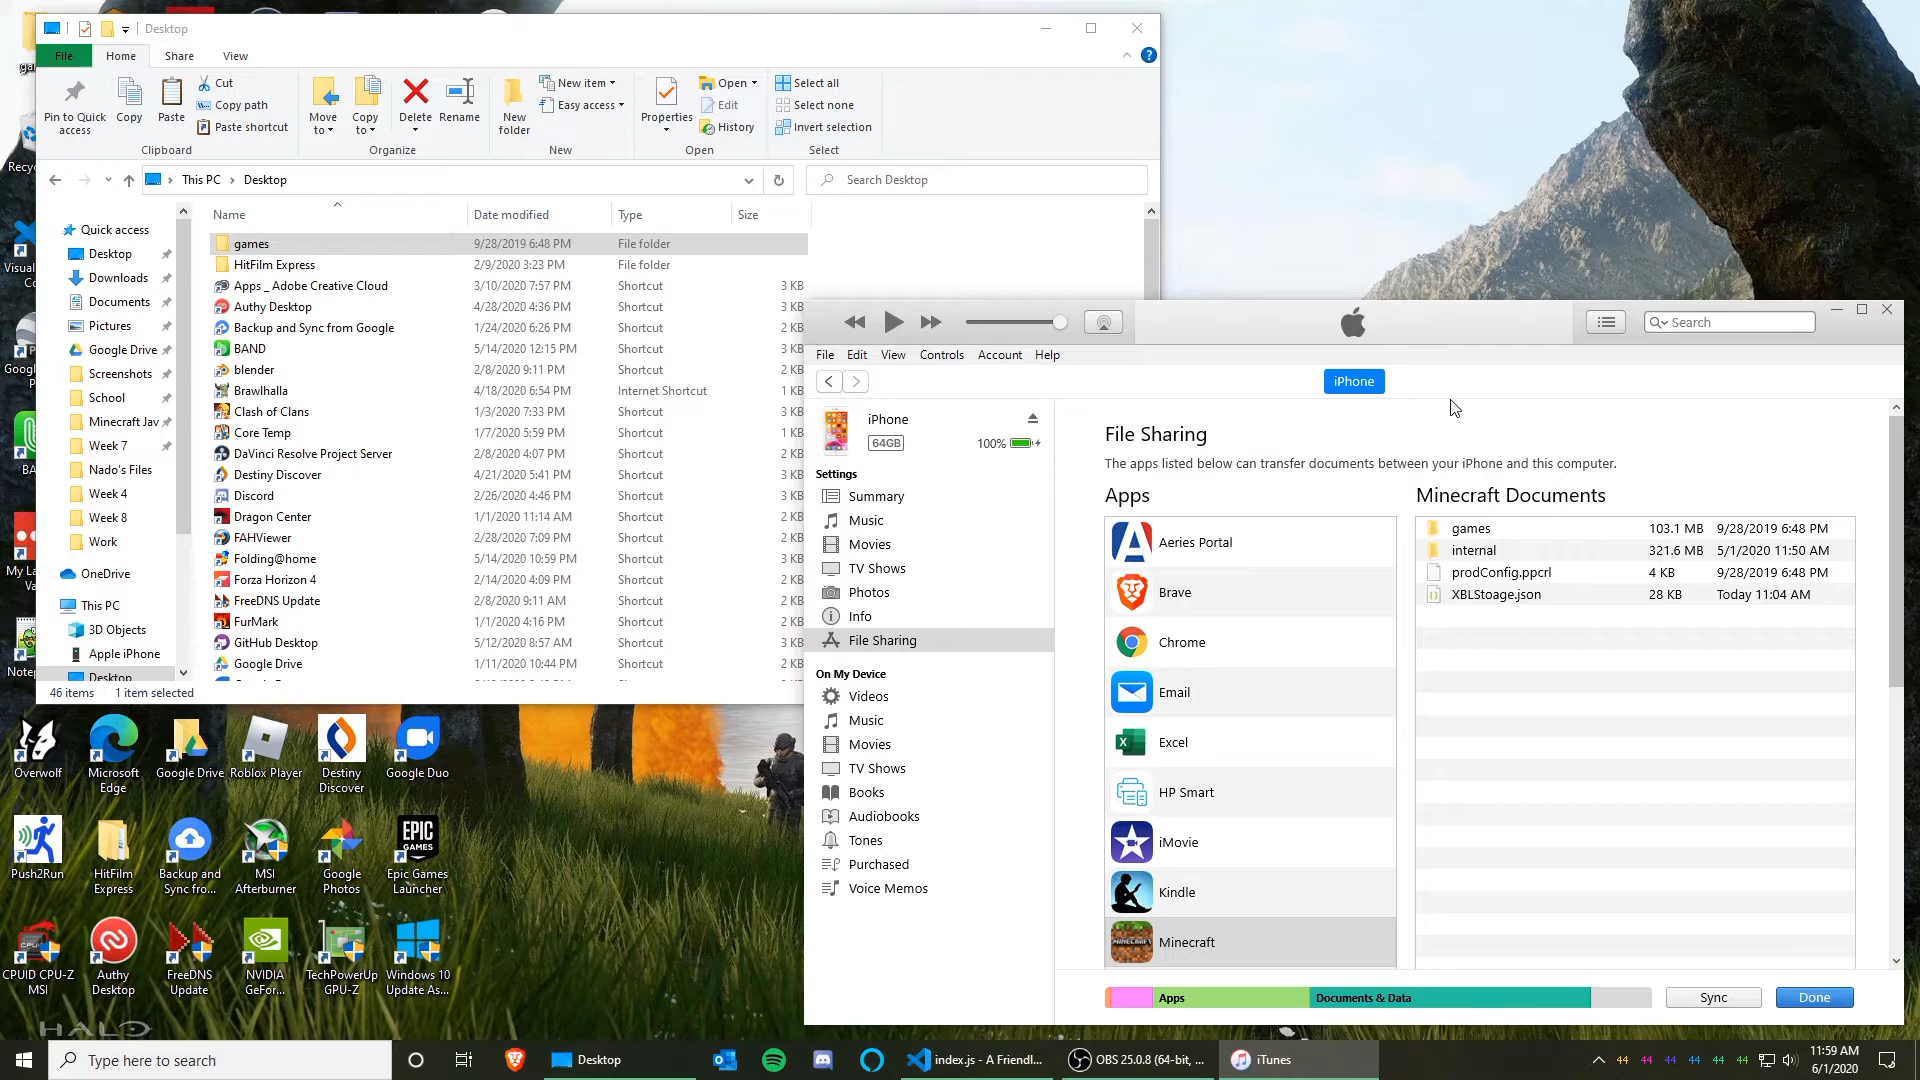 Desktop
File Home Share View
Pin to Quick access
Copy
Paste
Cut
Copy path
Paste shortcut
Clipboard
Move to
Copy to
Delete
Rename
Organize
New folder
New item
Easy access
New
Properties
Open
Edit
History
Open
Select all
Select none
Invert selection
Select
This PC > Desktop
Search Desktop
Name Date modified Type Size
Quick access
Desktop
Downloads
Documents
Pictures
Google Drive
Screenshots
School
Minecraft Jav
Week 7
Nado's Files
Week 4
Week 8
Work
OneDrive
This PC
3D Objects
Apple iPhone
Desktop
games 9/28/2019 6:48 PM File folder
HitFilm Express 2/9/2020 3:23 PM File folder
Apps _ Adobe Creative Cloud 3/10/2020 7:57 PM Shortcut 3 KB
Authy Desktop 4/28/2020 4:36 PM Shortcut 3 KB
Backup and Sync from Google 1/24/2020 6:26 PM Shortcut 2 KB
BAND 5/14/2020 12:15 PM Shortcut 3 KB
blender 2/8/2020 9:11 PM Shortcut 2 KB
Brawlhalla 4/18/2020 6:54 PM Internet Shortcut 1 KB
Clash of Clans 1/3/2020 7:33 PM Shortcut 2 KB
Core Temp 1/7/2020 5:59 PM Shortcut 1 KB
DaVinci Resolve Project Server 2/8/2020 4:07 PM Shortcut 2 KB
Destiny Discover 4/21/2020 5:41 PM Shortcut 3 KB
Discord 2/26/2020 4:46 PM Shortcut 3 KB
Dragon Center 1/1/2020 11:14 AM Shortcut 2 KB
FAHViewer 2/28/2020 7:09 PM Shortcut 2 KB
Folding@home 5/14/2020 10:59 PM Shortcut 3 KB
Forza Horizon 4 2/14/2020 4:09 PM Shortcut 2 KB
FreeDNS Update 2/8/2020 9:11 AM Shortcut 2 KB
FurMark 1/1/2020 4:16 PM Shortcut 2 KB
GitHub Desktop 5/12/2020 8:57 AM Shortcut 3 KB
Google Drive 1/11/2020 10:44 PM Shortcut 2 KB
46 items 1 item selected
Search
File Edit View Controls Account Help
iPhone
iPhone
64GB 100%
Settings
Summary
Music
Movies
TV Shows
Photos
Info
File Sharing
On My Device
Videos
Music
Movies
TV Shows
Books
Audiobooks
Tones
Purchased
Voice Memos
File Sharing
The apps listed below can transfer documents between your iPhone and this computer.
Apps
Aeries Portal
Brave
Chrome
Email
Excel
HP Smart
iMovie
Kindle
MINECRAFT
Minecraft
Minecraft Documents
games 103.1 MB 9/28/2019 6:48 PM
internal 321.6 MB 5/1/2020 11:50 AM
prodConfig.ppcrl 4 KB 9/28/2019 6:48 PM
XBLStoage.json 28 KB Today 11:04 AM
Apps Documents & Data
Sync Done
Overwolf
Microsoft Edge
Google Drive
Roblox Player
Destiny Discover
Google Duo
Push2Run
HitFilm Express
Backup and Sync fro...
MSI Afterburner
Google Photos
EPIC GAMES
Epic Games Launcher
CPUID CPU-Z MSI
Authy Desktop
FreeDNS Update
NVIDIA GeFor...
TechPowerUp GPU-Z
Windows 10 Update As...
HALO
Type here to search
Desktop
index.js - A Friendl...
OBS 25.0.8 (64-bit, ...
iTunes
44 44 44 44 44 44
11:59 AM
6/1/2020